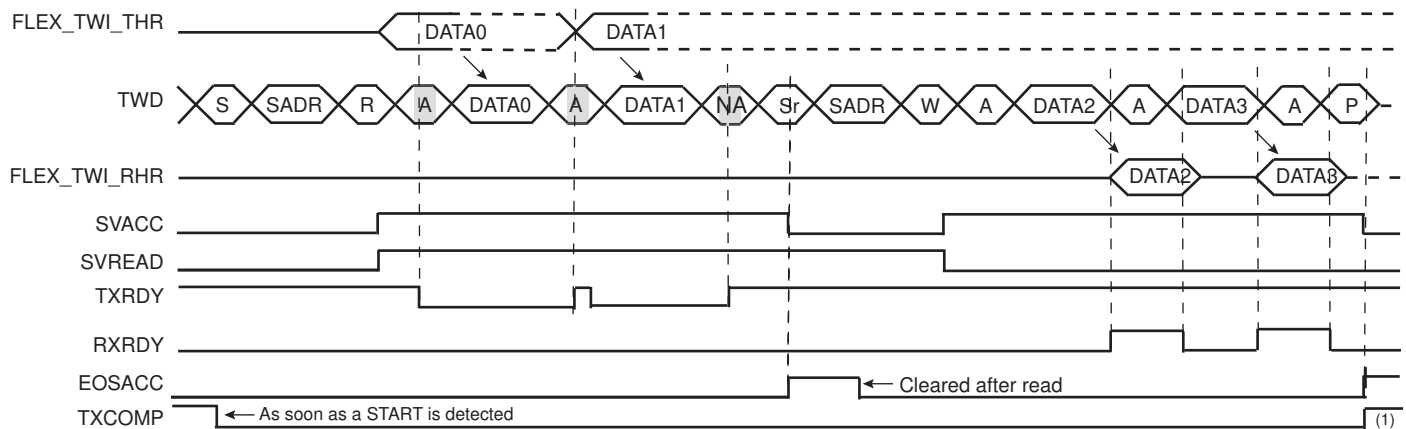 FLEX_TWI_THR DATA0 DATA1
TWD S SADR R A DATA0 A DATA1 NA Sr SADR W A DATA2 A DATA3 A P
FLEX_TWI_RHR DATA2 DATA3
SVACC
SVREAD
TXRDY
RXRDY
EOSACC Cleared after read
TXCOMP As soon as a START is detected (1)